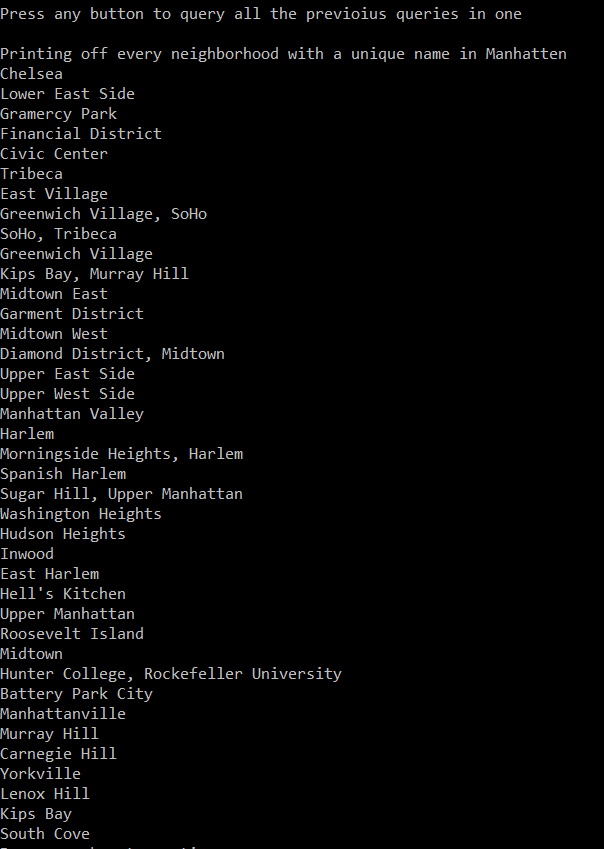 Press any button to query all the previoius queries in one
Printing off every neighborhood with a unique name in Manhatten
Chelsea
Lower East Side
Gramercy Park
Financial District
Civic Center
Tribeca
East Village
Greenwich Village, SoHo
SoHo, Tribeca
Greenwich Village
Kips Bay, Murray Hill
Midtown East
Garment District
Midtown West
Diamond District, Midtown
Upper East Side
Upper West Side
Manhattan Valley
Harlem
Morningside Heights, Harlem
Spanish Harlem
Sugar Hill, Upper Manhattan
Washington Heights
Hudson Heights
Inwood
East Harlem
Hell's Kitchen
Upper Manhattan
Roosevelt Island
Midtown
Hunter College, Rockefeller University
Battery Park City
Manhattanville
Murray Hill
Carnegie Hill
Yorkville
Lenox Hill
Kips Bay
South Cove